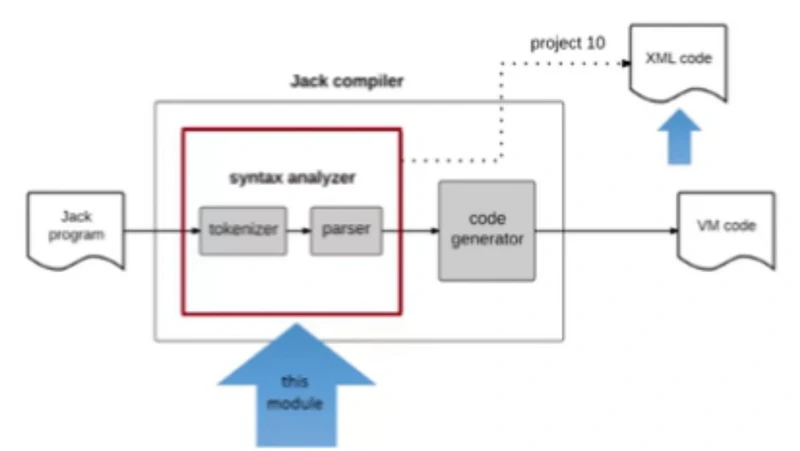 project 10
XML code
Jack compiler
syntax analyzer
Jack
program
tokenizer
parser
code
generator
VM code
this
module